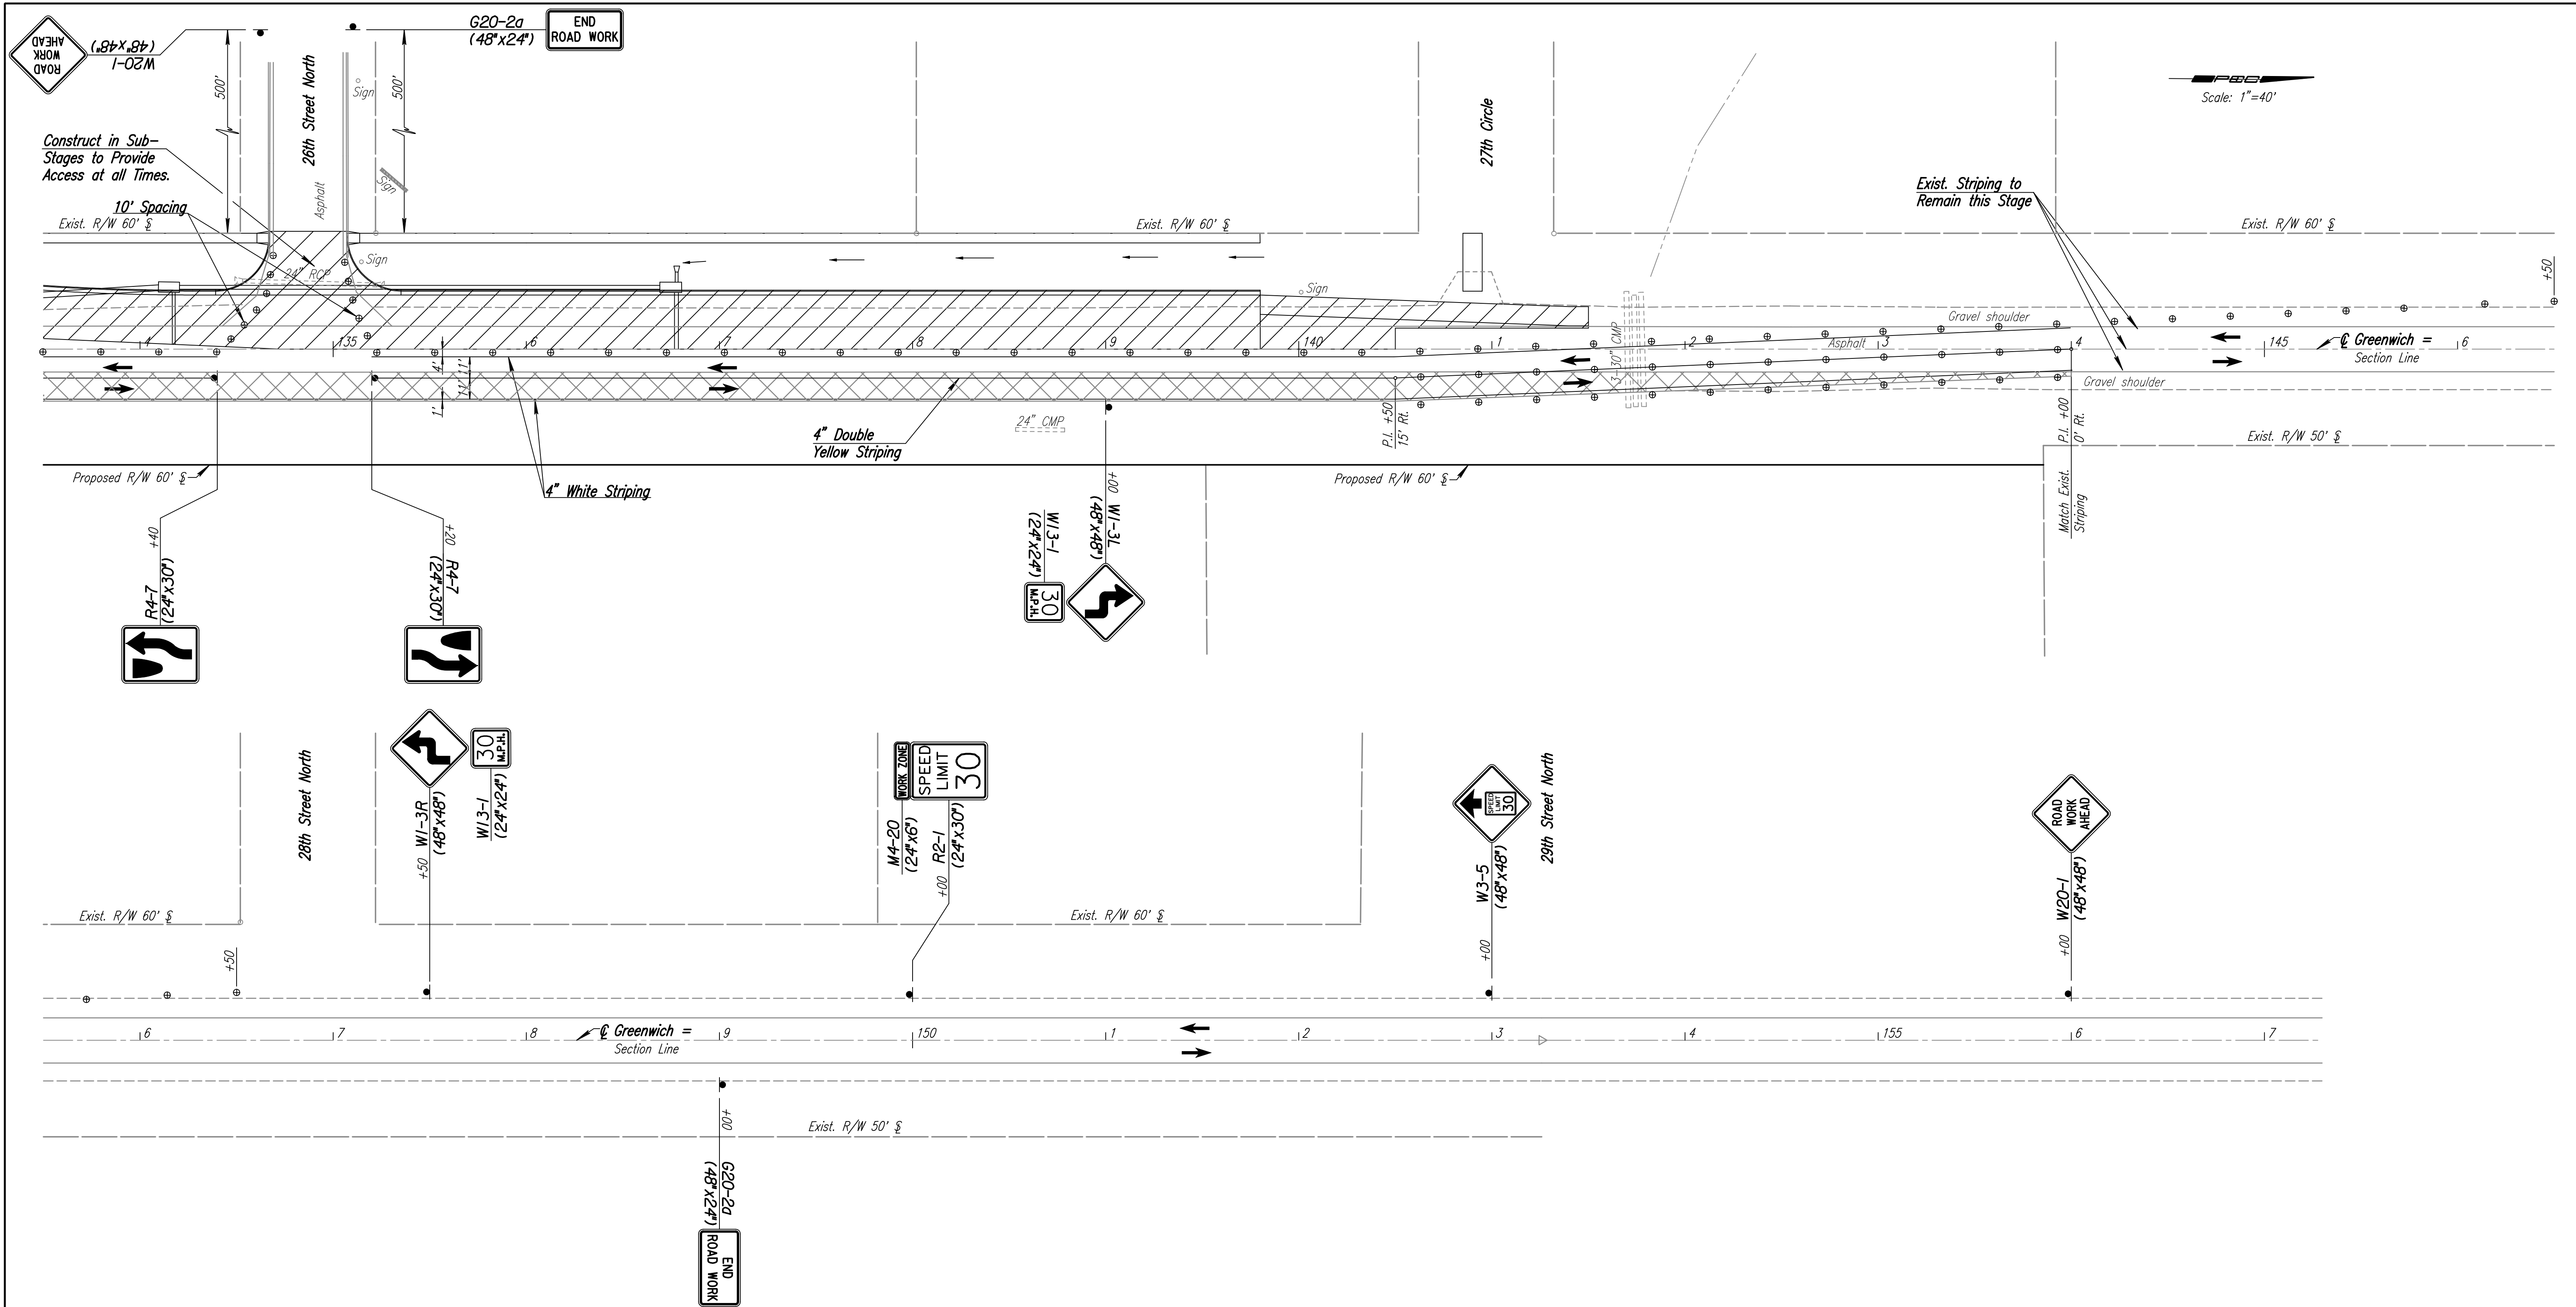 ROAD
WORK
AHEAD
W20-1
(48"x48")
G20-2a
(48"x24")
END
ROAD WORK
500'
500'
26th Street North
Sign
Sign
Asphalt
27th Circle
PEC
Scale: 1"=40'
Construct in Sub-
Stages to Provide
Access at all Times.
10' Spacing
Exist. R/W 60' ℄
Exist. R/W 60' ℄
Exist. Striping to
Remain this Stage
Exist. R/W 60' ℄
+50
24" RCP
Sign
Sign
Gravel shoulder
4
135
6
7
8
9
140
1
2
3
4
145
6
Asphalt
℄ Greenwich =
Section Line
3-30" CMP
4'
11'
11'
1'
Gravel shoulder
24" CMP
4" Double
Yellow Striping
4" White Striping
P.I. +50
15' Rt.
P.I. +00
0' Rt.
Match Exist.
Striping
Exist. R/W 50' ℄
Proposed R/W 60' ℄
Proposed R/W 60' ℄
+40
R4-7
(24"x30")
+20
R4-7
(24"x30")
+00
W1-3L
(48"x48")
W13-1
(24"x24")
30
M.P.H.
28th Street North
+50
W1-3R
(48"x48")
30
M.P.H.
W13-1
(24"x24")
WORK ZONE
SPEED
LIMIT
30
M4-20
(24"x6")
+00
R2-1
(24"x30")
SPEED
LIMIT
30
W3-5
(48"x48")
+00
29th Street North
ROAD
WORK
AHEAD
W20-1
(48"x48")
+00
Exist. R/W 60' ℄
Exist. R/W 60' ℄
+50
6
7
8
9
150
1
2
3
4
155
6
7
℄ Greenwich =
Section Line
+00
Exist. R/W 50' ℄
G20-2a
(48"x24")
END
ROAD WORK